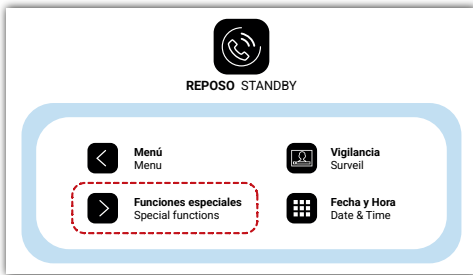 REPOSO STANDBY
Menú
Menu
Vigilancia
Surveil
Funciones especiales
Special functions
Fecha y Hora
Date & Time